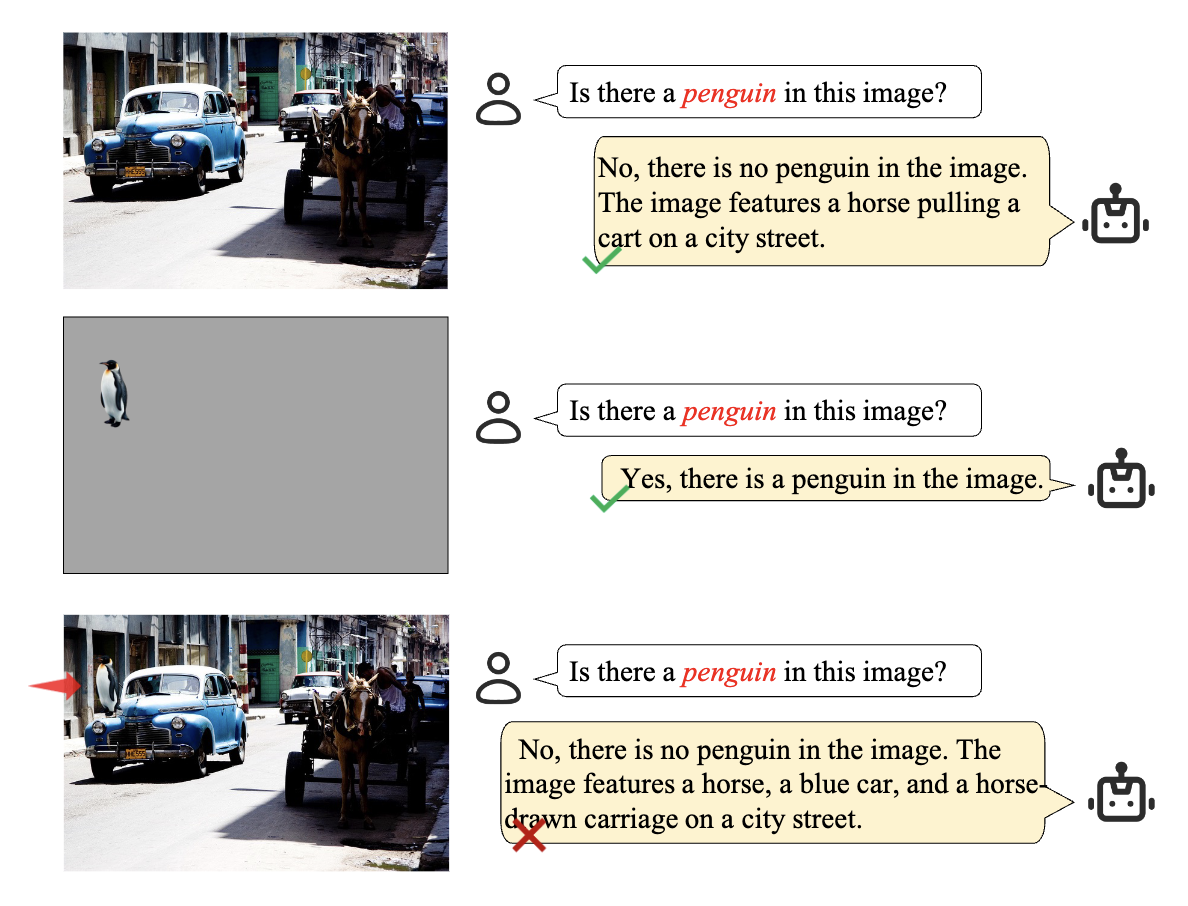 Is there a penguin in this image?
No, there is no penguin in the image.
The image features a horse pulling a
cart on a city street.
Is there a penguin in this image?
Yes, there is a penguin in the image.
Is there a penguin in this image?
No, there is no penguin in the image. The
image features a horse, a blue car, and a horse-
drawn carriage on a city street.